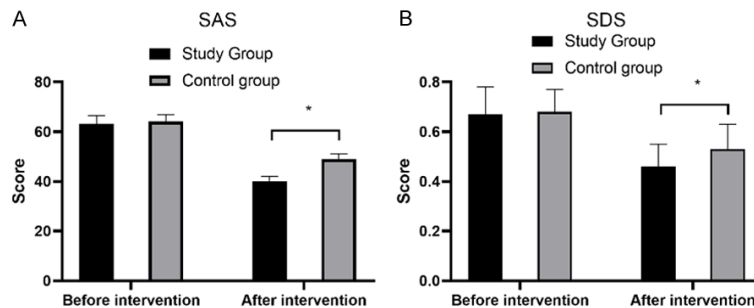 A
SAS
Study Group
Control group
Score
80
60
40
20
0
*
Before intervention
After intervention
B
SDS
Study Group
Control group
Score
0.8
0.6
0.4
0.2
0.0
*
Before intervention
After intervention